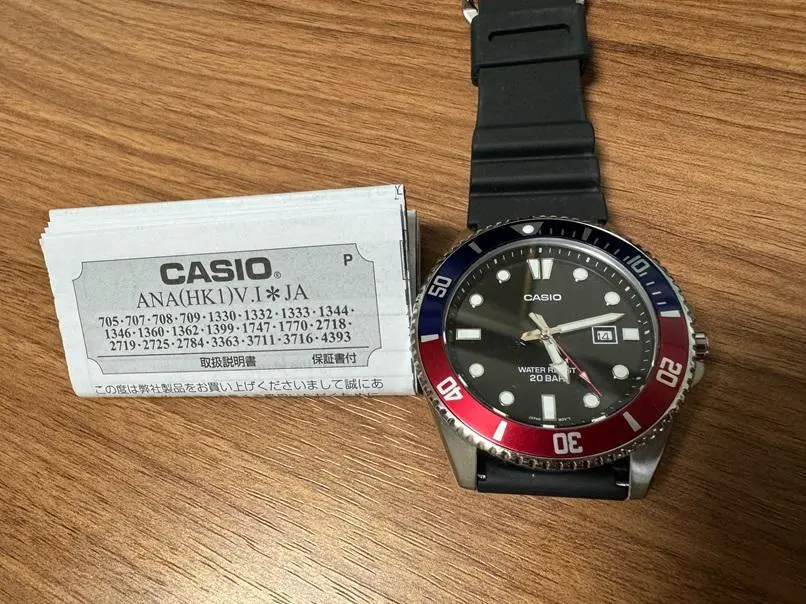 CASIO®
P
ANA(HK1)V.I*JA
705・707・708・709・1330・1332・1333・1344・
1346・1360・1362・1399・1747・1770・2718・
2719・2725・2784・3363・3711・3716・4393
取扱説明書 保証書付
この度は弊社製品をお買い上げくださいまして誠にあ
CASIO
WATER RESIST
20 BAR
10
20
30
40
50